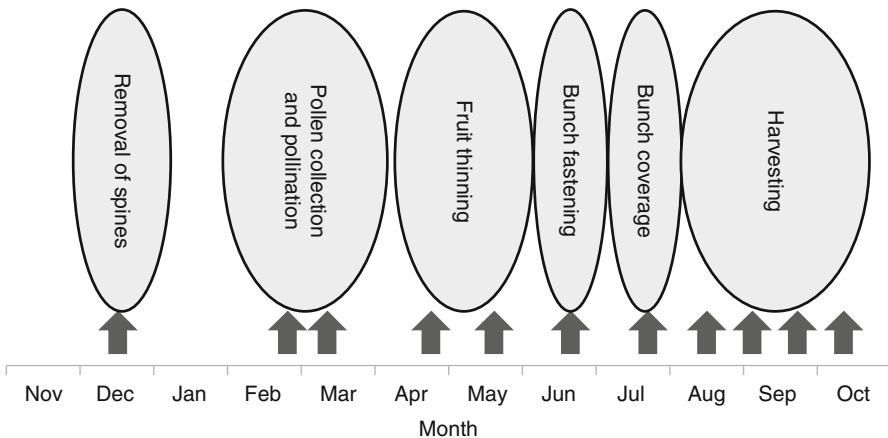 Removal of spines
Pollen collection
and pollination
Fruit thinning
Bunch fastening
Bunch coverage
Harvesting
Nov Dec Jan Feb Mar Apr May Jun Jul Aug Sep Oct
Month